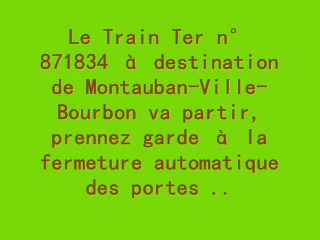 Le Train Ter n°
871834 à destination
de Montauban-Ville-
Bourbon va partir,
prennez garde à la
fermeture automatique
des portes ..